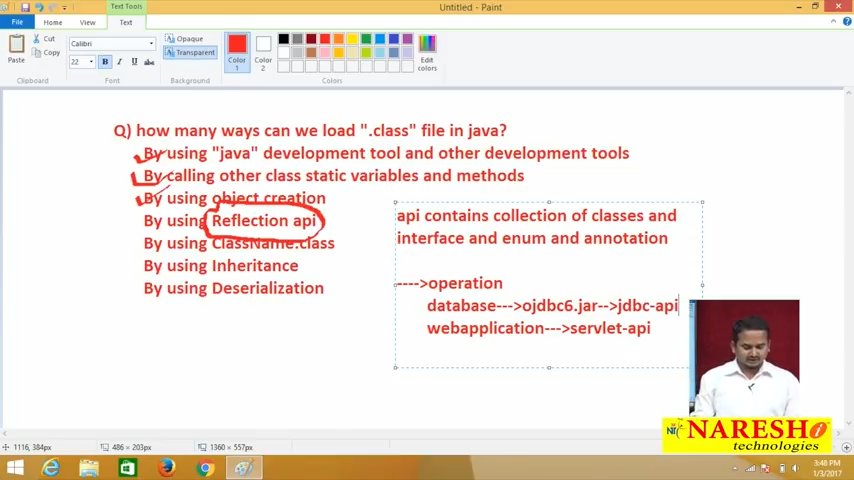 Text Tools
Untitled - Paint
File
Home
View
Text
Paste
Cut
Copy
Calibri
22
B
I
U
abc
Opaque
Transparent
Color
1
Color
2
Edit
colors
Clipboard
Font
Background
Colors
Q) how many ways can we load ".class" file in java?
By using "java" development tool and other development tools
By calling other class static variables and methods
By using object creation
By using Reflection api
By using ClassName.class
By using Inheritance
By using Deserialization
api contains collection of classes and
interface and enum and annotation
---->operation
database--->ojdbc6.jar-->jdbc-api
webapplication--->servlet-api
NARESH i
technologies
1116, 384px
486 × 203px
1360 × 557px
3:48 PM
1/3/2017